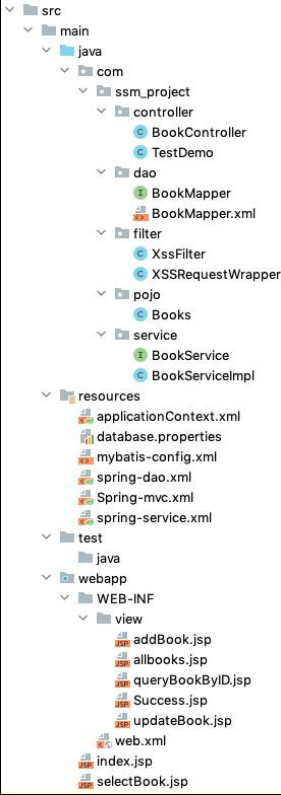 src
main
java
com
ssm_project
controller
BookController
TestDemo
dao
BookMapper
BookMapper.xml
filter
XssFilter
XSSRequestWrapper
pojo
Books
service
BookService
BookServiceImpl
resources
applicationContext.xml
database.properties
mybatis-config.xml
spring-dao.xml
Spring-mvc.xml
spring-service.xml
test
java
webapp
WEB-INF
view
addBook.jsp
allbooks.jsp
queryBookByID.jsp
Success.jsp
updateBook.jsp
web.xml
index.jsp
selectBook.jsp